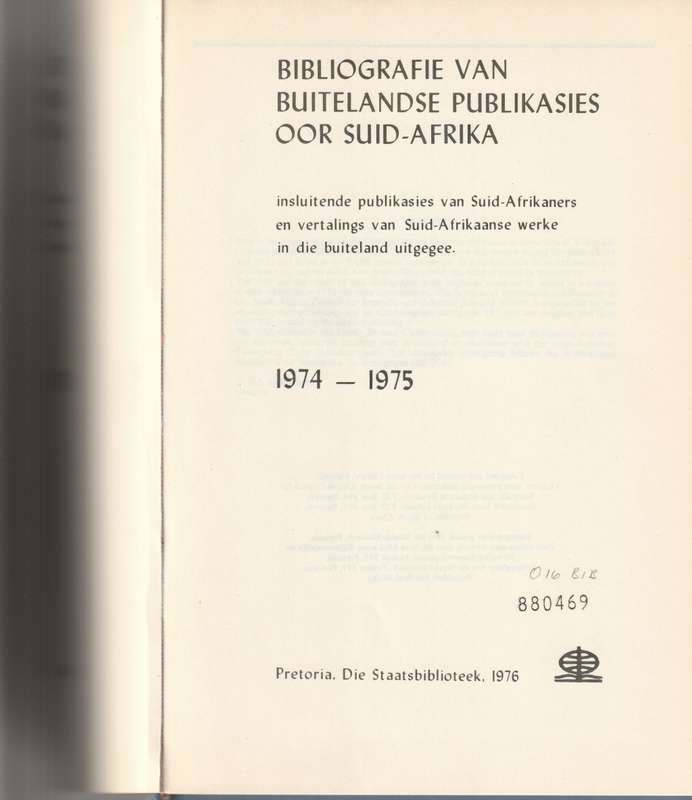 BIBLIOGRAFIE VAN
BUITELANDSE PUBLIKASIES
OOR SUID-AFRIKA
insluitende publikasies van Suid-Afrikaners
en vertalings van Suid-Afrikaanse werke
in die buiteland uitgegee.
1974 — 1975
016 BIB
880469
Pretoria, Die Staatsbiblioteek, 1976